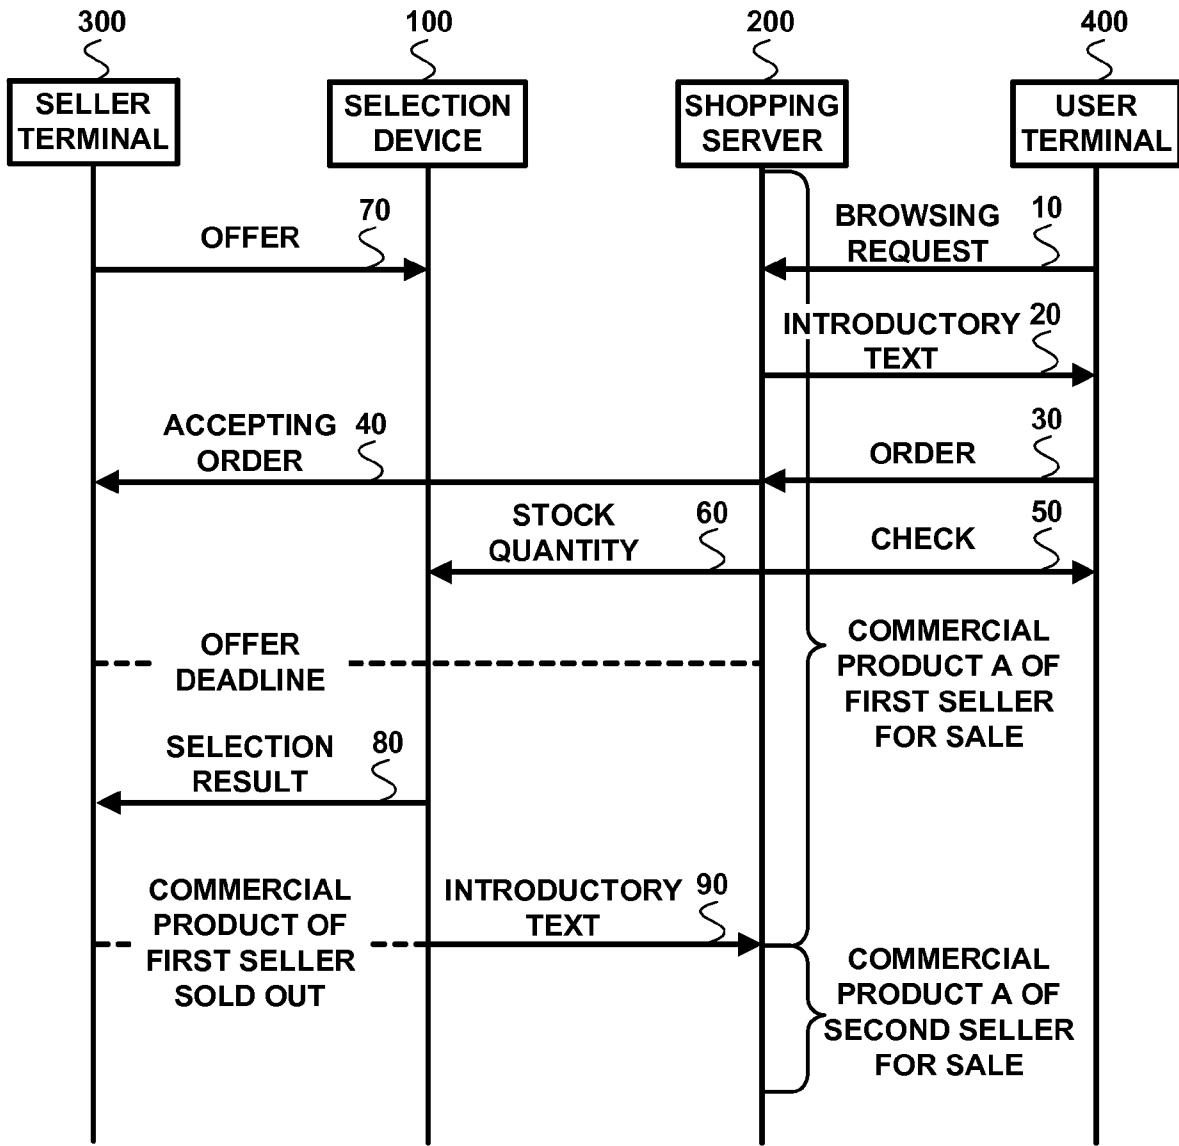 300
100
200
400
SELLER
TERMINAL
SELECTION
DEVICE
SHOPPING
SERVER
USER
TERMINAL
OFFER
70
BROWSING
REQUEST
10
INTRODUCTORY
TEXT
20
ACCEPTING
ORDER
40
ORDER
30
STOCK
QUANTITY
60
CHECK
50
OFFER
DEADLINE
COMMERCIAL
PRODUCT A OF
FIRST SELLER
FOR SALE
SELECTION
RESULT
80
COMMERCIAL
PRODUCT OF
FIRST SELLER
SOLD OUT
INTRODUCTORY
TEXT
90
COMMERCIAL
PRODUCT A OF
SECOND SELLER
FOR SALE